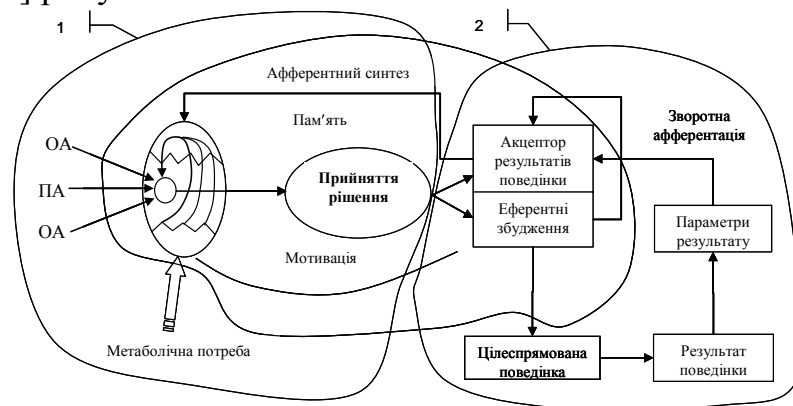 1
2
Афферентний синтез
Пам'ять
Зворотна
афферентація
ОА
ПА
ОА
Прийняття
рішення
Акцептор
результатів
поведінки
Еферентні
збудження
Параметри
результату
Мотивація
Метаболічна потреба
Цілеспрямована
поведінка
Результат
поведінки